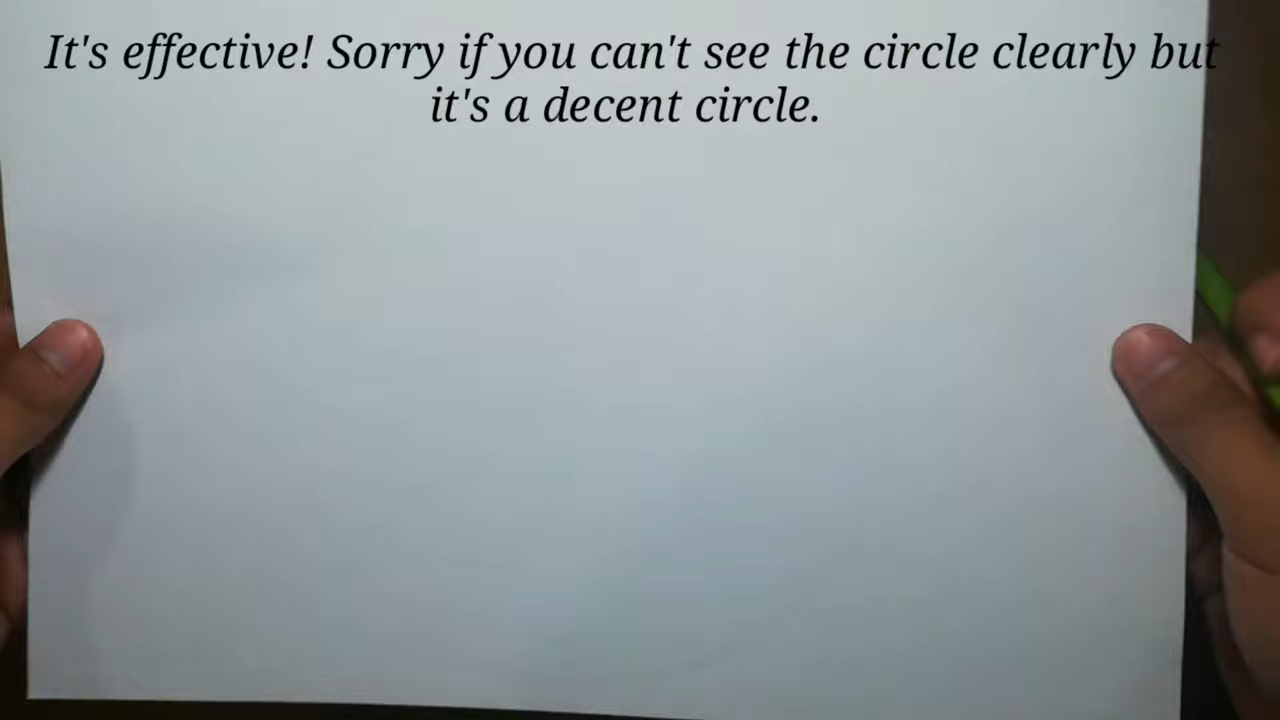 It's effective! Sorry if you can't see the circle clearly but
it's a decent circle.